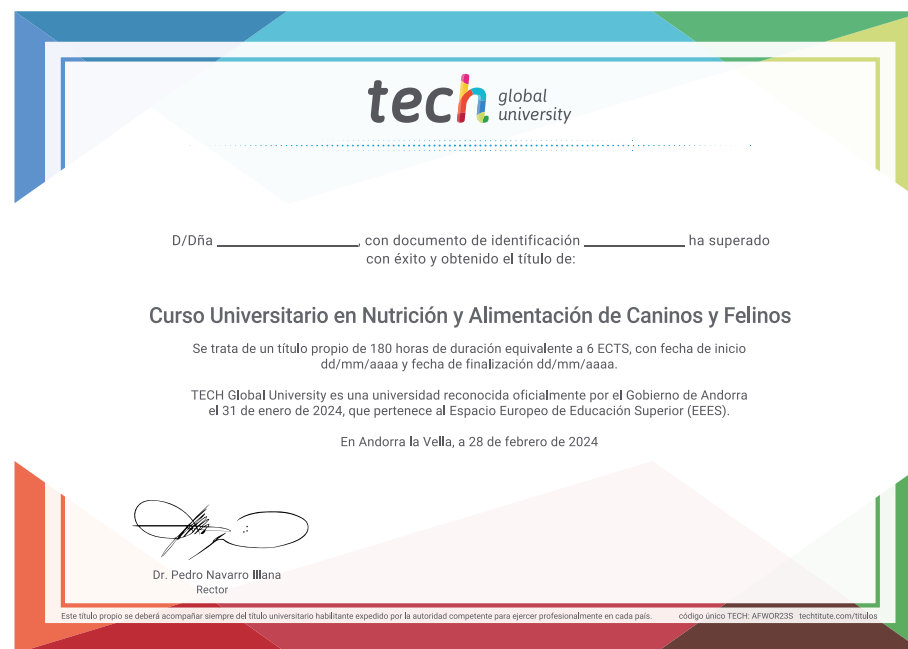 tech global university
D/Dña ____________________, con documento de identificación ______________ ha superado
con éxito y obtenido el título de:
Curso Universitario en Nutrición y Alimentación de Caninos y Felinos
Se trata de un título propio de 180 horas de duración equivalente a 6 ECTS, con fecha de inicio
dd/mm/aaaa y fecha de finalización dd/mm/aaaa.
TECH Global University es una universidad reconocida oficialmente por el Gobierno de Andorra
el 31 de enero de 2024, que pertenece al Espacio Europeo de Educación Superior (EEES).
En Andorra la Vella, a 28 de febrero de 2024
Dr. Pedro Navarro Illana
Rector
Este título propio se deberá acompañar siempre del título universitario habilitante expedido por la autoridad competente para ejercer profesionalmente en cada país. código único TECH: AFWOR23S techtitute.com/titulos